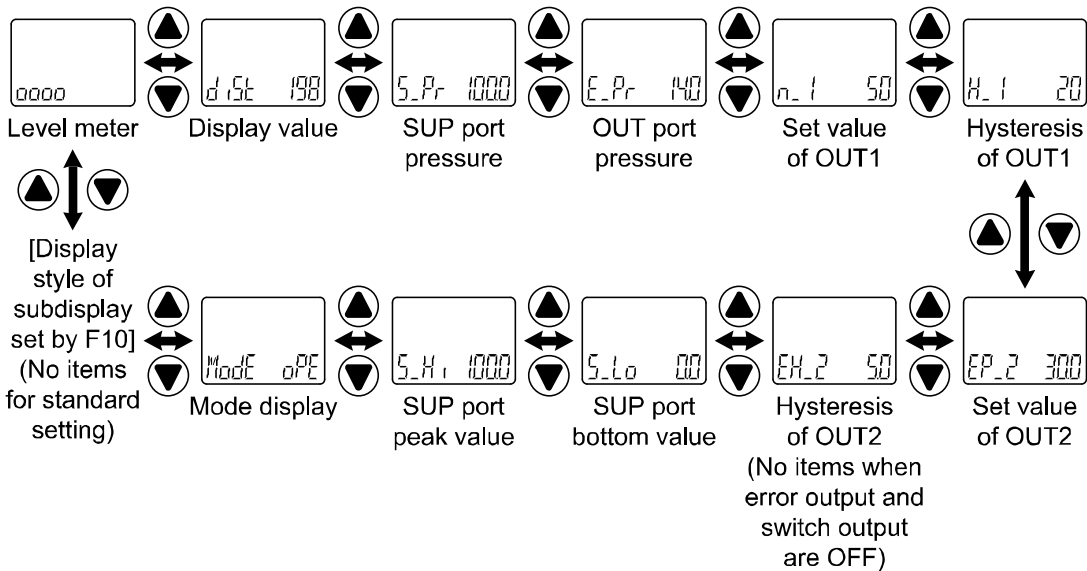 oooo
Level meter
dISt 198
Display value
S_Pr 100.0
SUP port
pressure
E_Pr 14.0
OUT port
pressure
n_1 50
Set value
of OUT1
H_1 20
Hysteresis
of OUT1
[Display
style of
subdisplay
set by F10]
(No items
for standard
setting)
ModE oPE
Mode display
S_Hi 100.0
SUP port
peak value
S_Lo 0.0
SUP port
bottom value
EH_2 5.0
Hysteresis
of OUT2
(No items when
error output and
switch output
are OFF)
EP_2 30.0
Set value
of OUT2